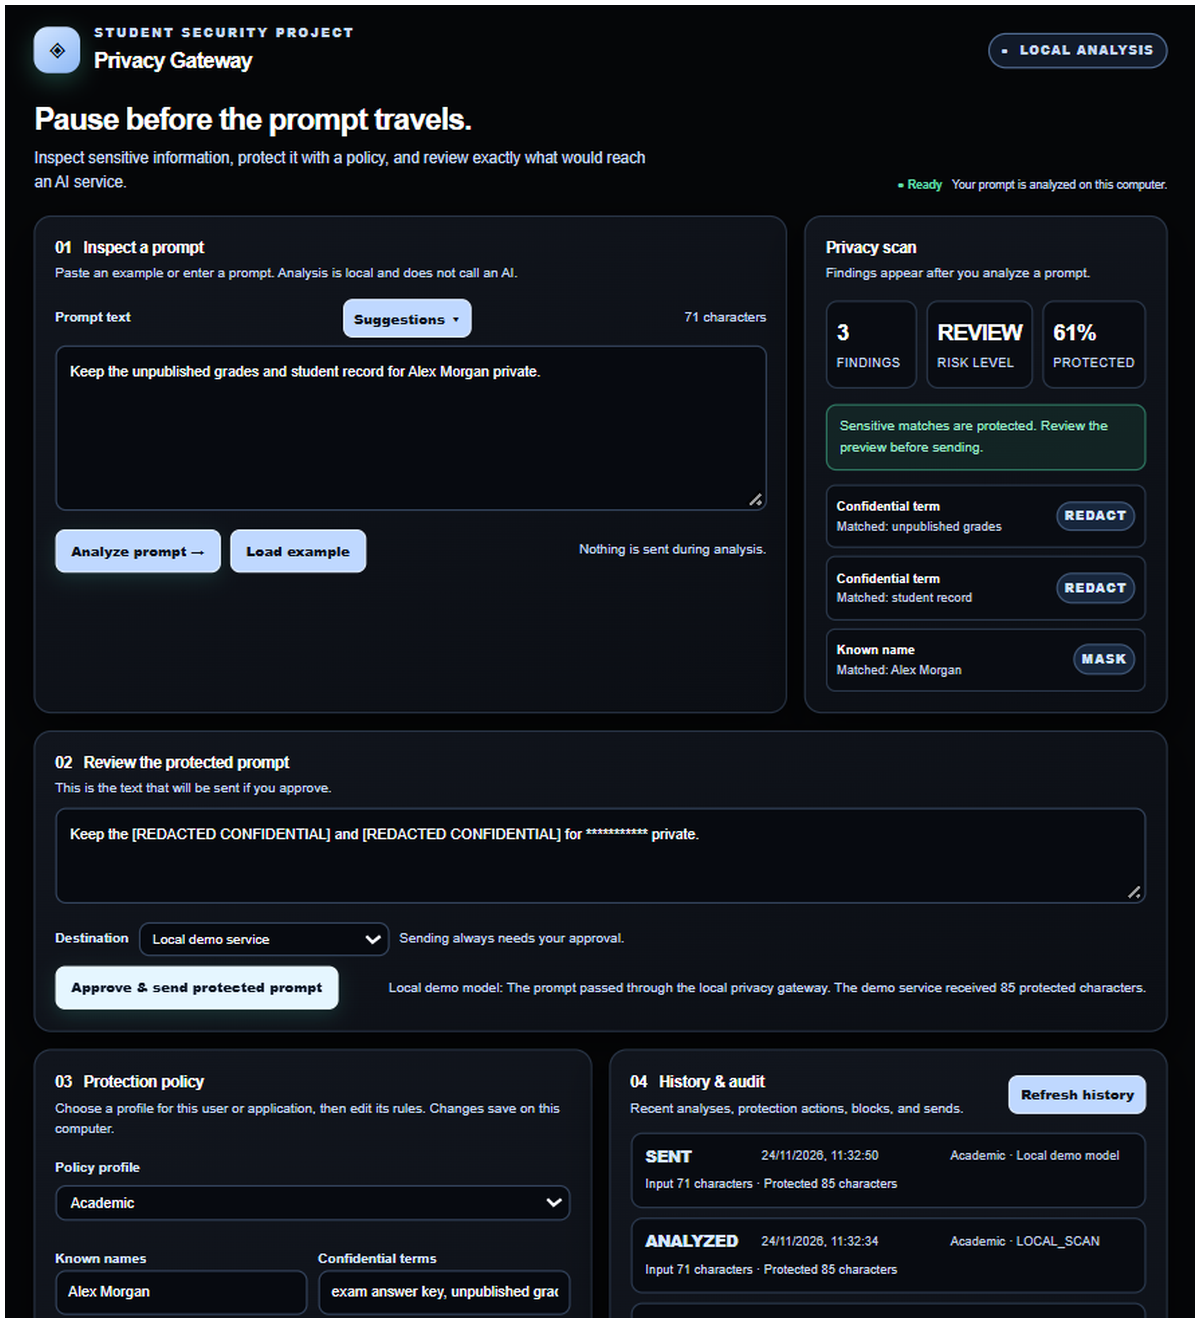 STUDENT SECURITY PROJECT
Privacy Gateway
LOCAL ANALYSIS
Pause before the prompt travels.
Inspect sensitive information, protect it with a policy, and review exactly what would reach
an AI service.
Ready Your prompt is analyzed on this computer.
01 Inspect a prompt
Paste an example or enter a prompt. Analysis is local and does not call an AI.
Prompt text
Suggestions
71 characters
Keep the unpublished grades and student record for Alex Morgan private.
Analyze prompt →
Load example
Nothing is sent during analysis.
Privacy scan
Findings appear after you analyze a prompt.
3
FINDINGS
REVIEW
RISK LEVEL
61%
PROTECTED
Sensitive matches are protected. Review the
preview before sending.
Confidential term
Matched: unpublished grades
REDACT
Confidential term
Matched: student record
REDACT
Known name
Matched: Alex Morgan
MASK
02 Review the protected prompt
This is the text that will be sent if you approve.
Keep the [REDACTED CONFIDENTIAL] and [REDACTED CONFIDENTIAL] for *********** private.
Destination
Local demo service
Sending always needs your approval.
Approve & send protected prompt
Local demo model: The prompt passed through the local privacy gateway. The demo service received 85 protected characters.
03 Protection policy
Choose a profile for this user or application, then edit its rules. Changes save on this
computer.
Policy profile
Academic
Known names
Alex Morgan
Confidential terms
exam answer key, unpublished grad
04 History & audit
Recent analyses, protection actions, blocks, and sends.
Refresh history
SENT 24/11/2026, 11:32:50 Academic · Local demo model
Input 71 characters · Protected 85 characters
ANALYZED 24/11/2026, 11:32:34 Academic · LOCAL_SCAN
Input 71 characters · Protected 85 characters